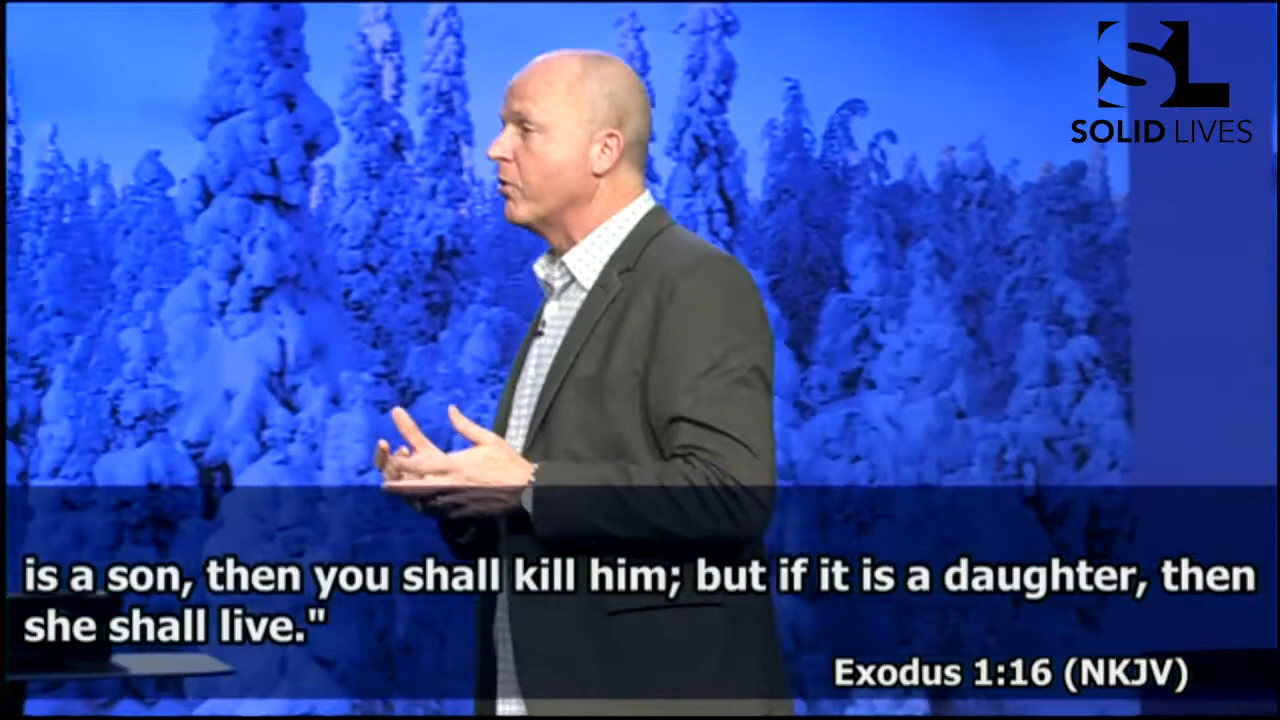 SL
SOLID LIVES
is a son, then you shall kill him; but if it is a daughter, then
she shall live."
Exodus 1:16 (NKJV)